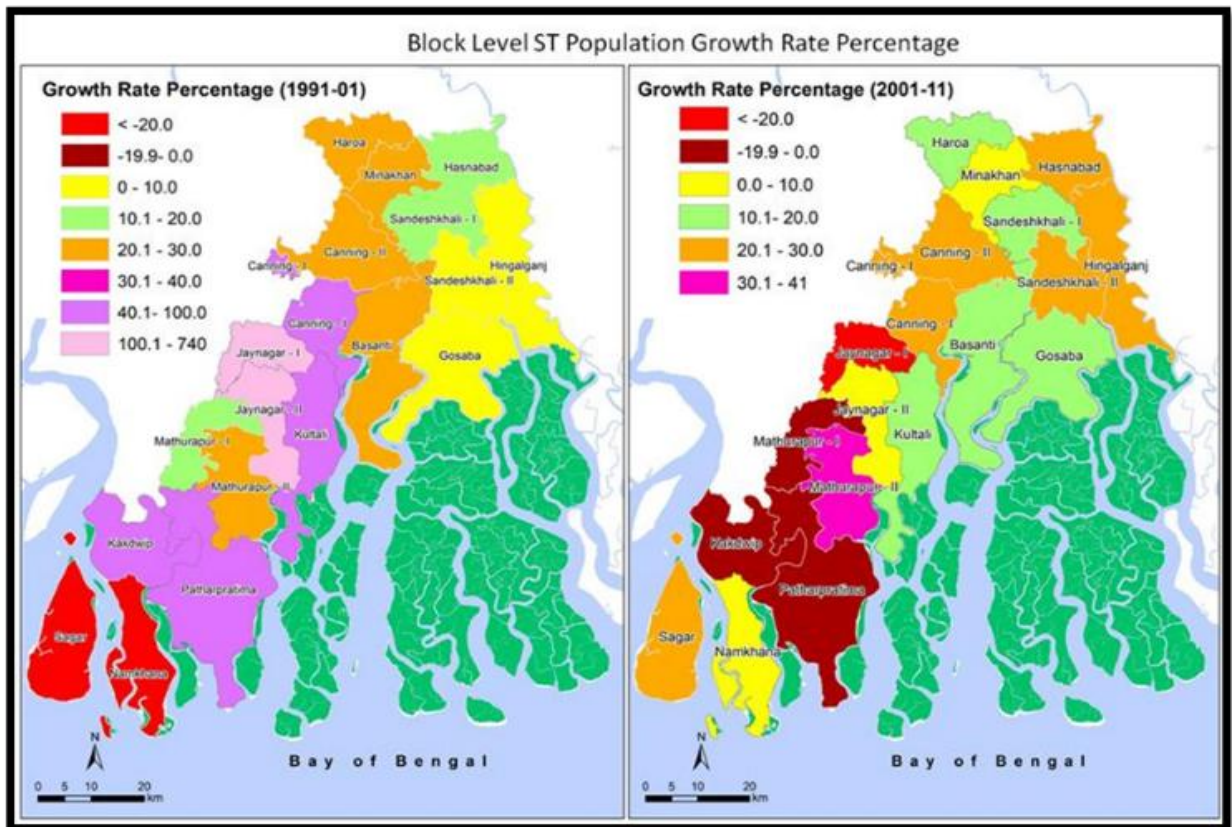 Block Level ST Population Growth Rate Percentage
Growth Rate Percentage (1991-01)
< -20.0
-19.9- 0.0
0 - 10.0
10.1 - 20.0
20.1 - 30.0
30.1 - 40.0
40.1- 100.0
100.1 - 740
Haroa
Minakhan
Hasnabad
Sandeshkhali - I
Canning - II
Canning - I
Hingalganj
Sandeshkhali - II
Canning - I
Basanti
Gosaba
Jaynagar - I
Jaynagar - II
Kultali
Mathurapur - I
Mathurapur - II
Kakdwip
Patharpratima
Sagar
Namkhana
N
Bay of Bengal
0 5 10 20
km
Growth Rate Percentage (2001-11)
< -20.0
-19.9 - 0.0
0.0 - 10.0
10.1- 20.0
20.1 - 30.0
30.1 - 41
Haroa
Minakhan
Hasnabad
Sandeshkhali - I
Canning - II
Canning - I
Hingalganj
Sandeshkhali - II
Canning - I
Basanti
Gosaba
Jaynagar - I
Jaynagar - II
Kultali
Mathurapur - I
Mathurapur - II
Kakdwip
Patharpratima
Sagar
Namkhana
N
Bay of Bengal
0 5 10 20
km